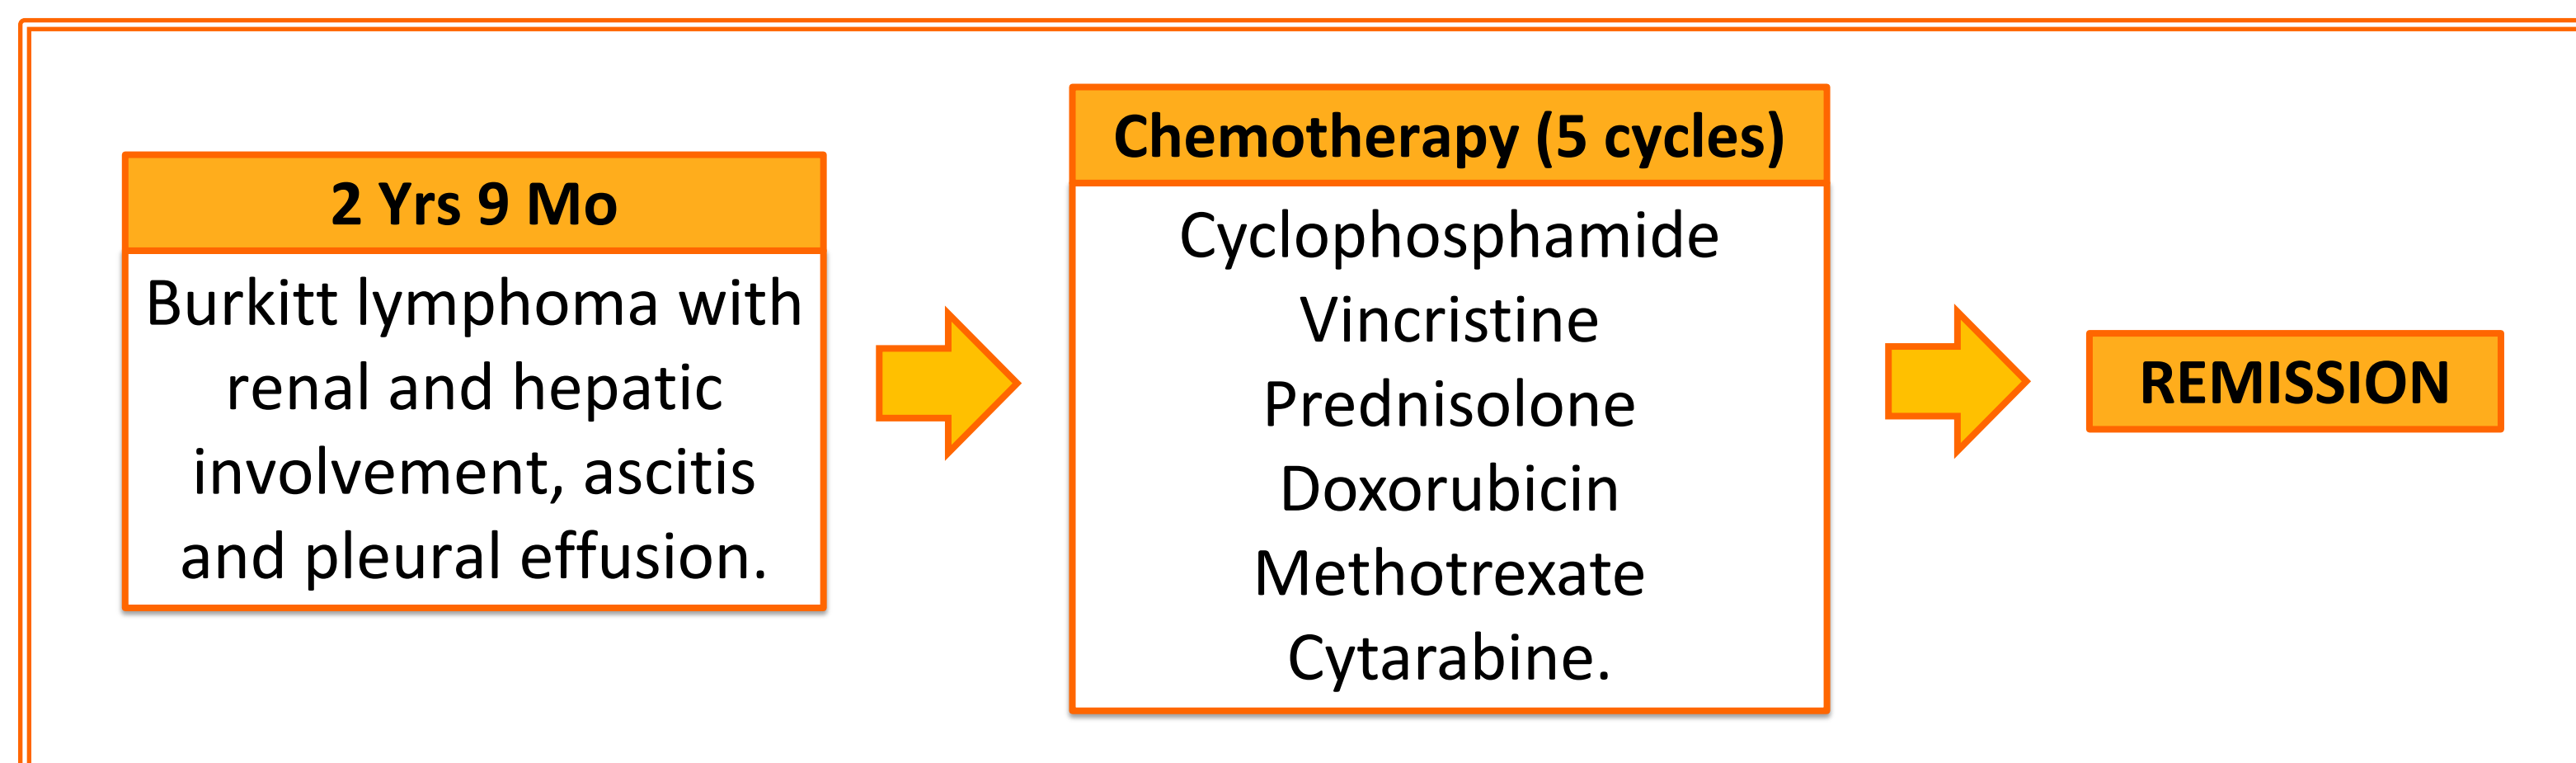 2 Yrs 9 Mo
Burkitt lymphoma with
renal and hepatic
involvement, ascitis
and pleural effusion.
Chemotherapy (5 cycles)
Cyclophosphamide
Vincristine
Prednisolone
Doxorubicin
Methotrexate
Cytarabine.
REMISSION